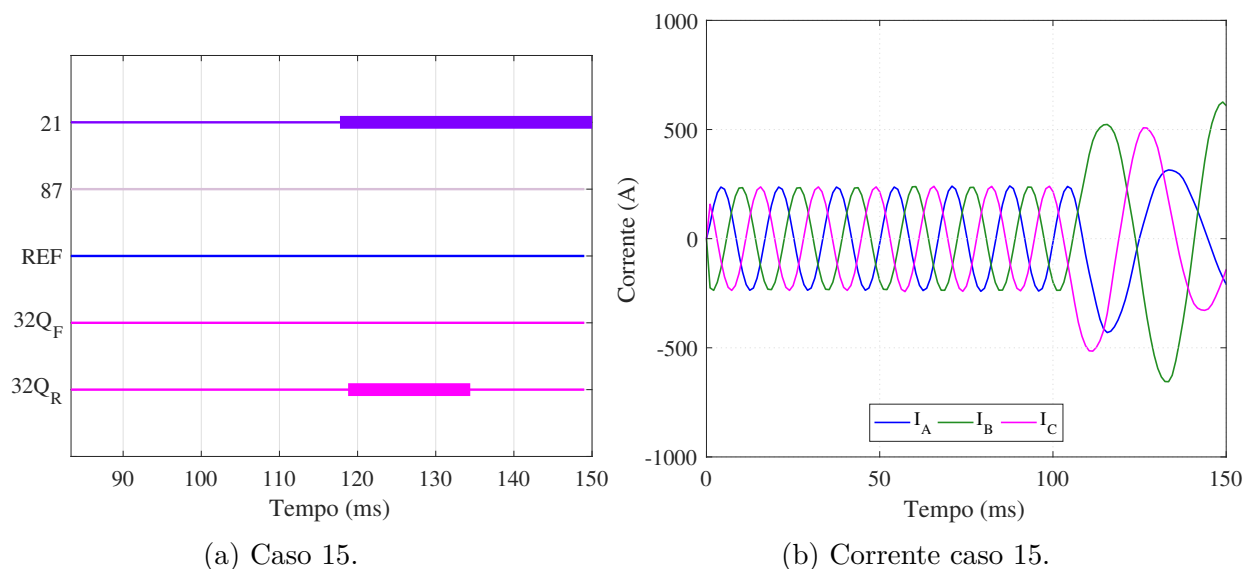 21
87
REF
32Q_F
32Q_R
90 100 110 120 130 140 150
Tempo (ms)
(a) Caso 15.
Corrente (A)
1000
500
0
-500
-1000
I_A I_B I_C
0 50 100 150
Tempo (ms)
(b) Corrente caso 15.